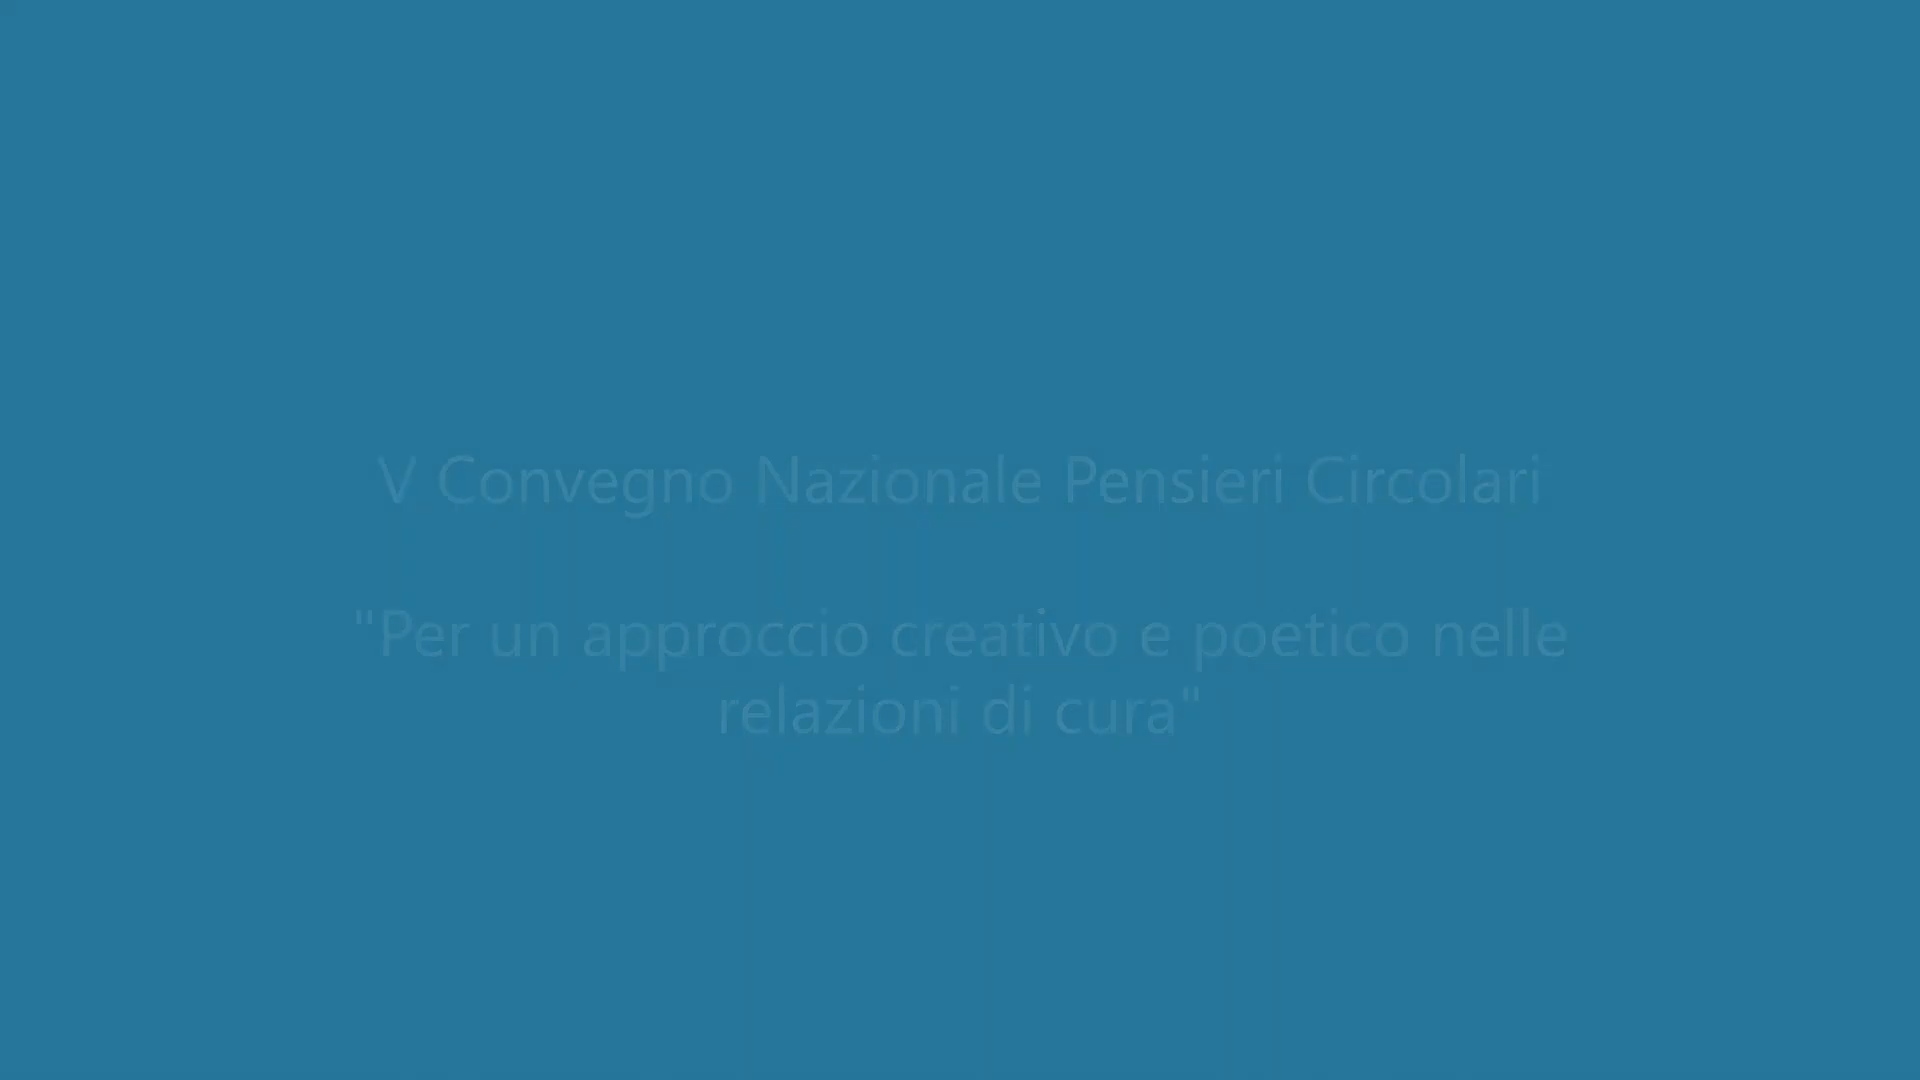 V Convegno Nazionale Pensieri Circolari
"Per un approccio creativo e poetico nelle
relazioni di cura"